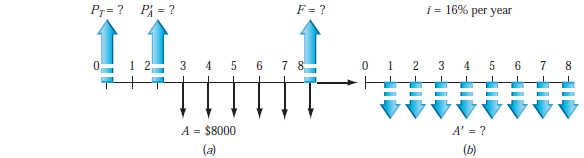 P_T = ? P'_A = ? F = ? i = 16% per year
0 1 2 3 4 5 6 7 8 0 1 2 3 4 5 6 7 8
A = $8000 A' = ?
(a) (b)